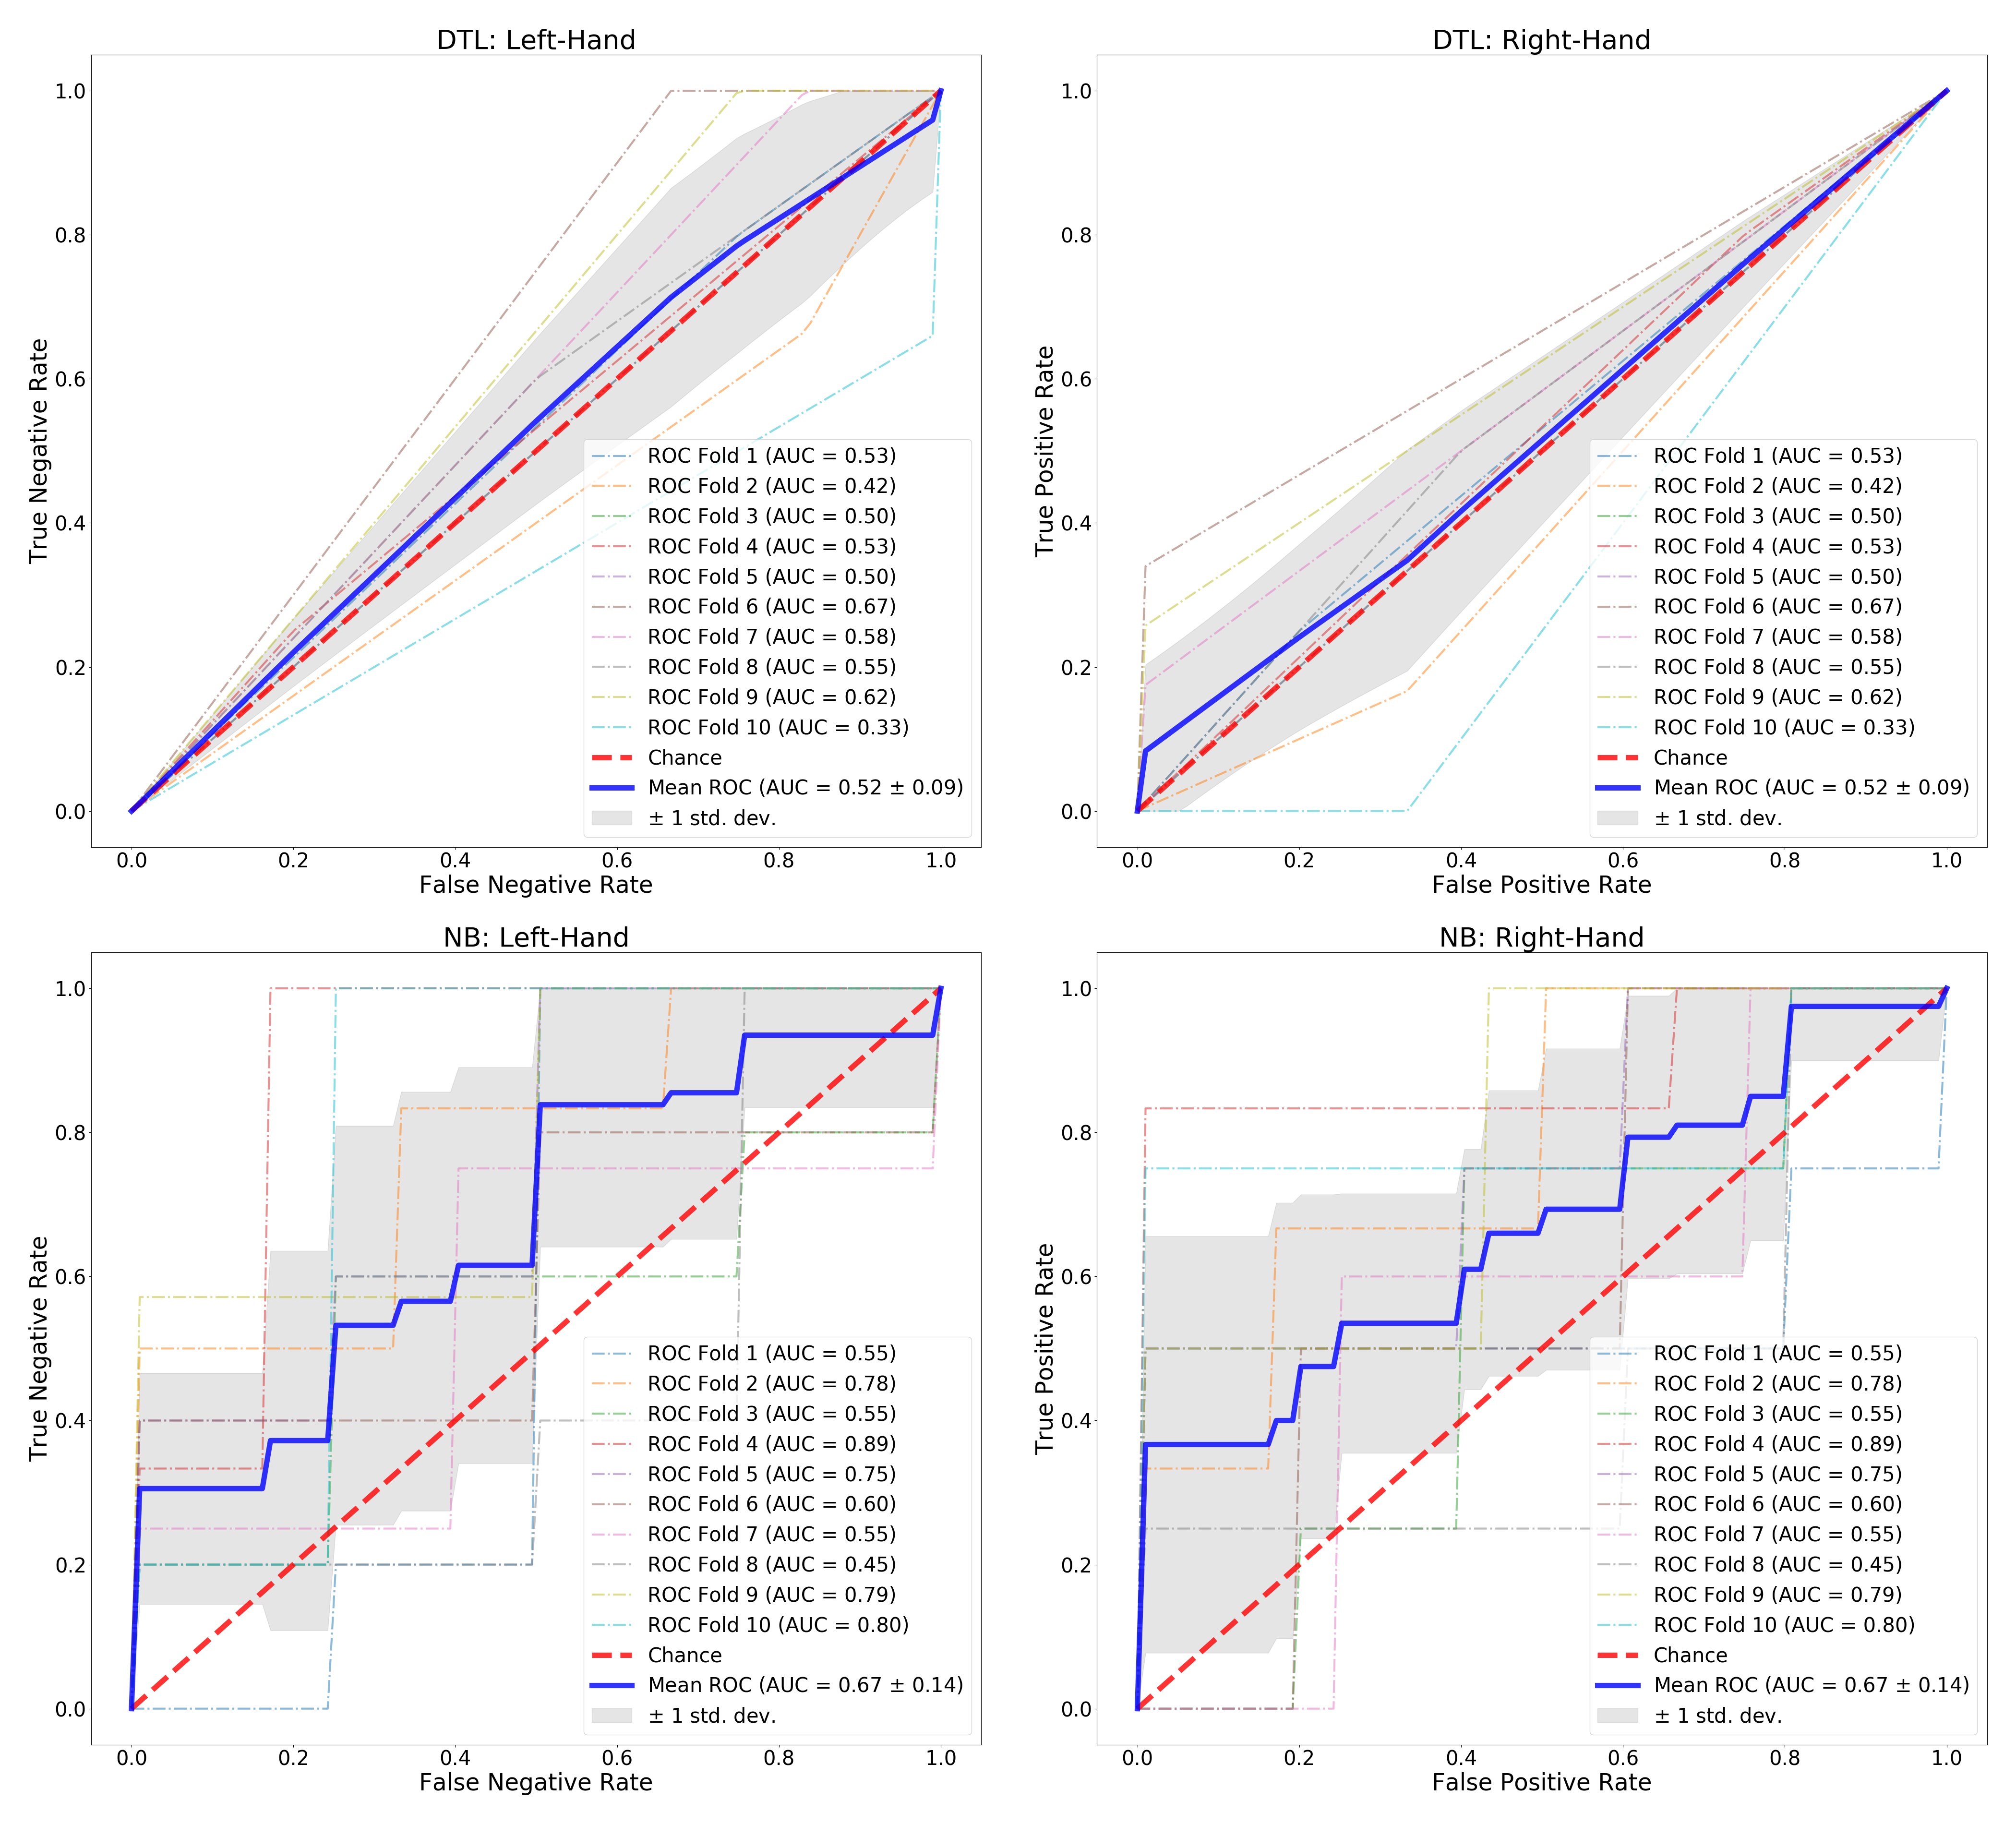 DTL: Left-Hand
True Negative Rate
1.0
0.8
0.6
0.4
0.2
0.0
ROC Fold 1 (AUC = 0.53)
ROC Fold 2 (AUC = 0.42)
ROC Fold 3 (AUC = 0.50)
ROC Fold 4 (AUC = 0.53)
ROC Fold 5 (AUC = 0.50)
ROC Fold 6 (AUC = 0.67)
ROC Fold 7 (AUC = 0.58)
ROC Fold 8 (AUC = 0.55)
ROC Fold 9 (AUC = 0.62)
ROC Fold 10 (AUC = 0.33)
Chance
Mean ROC (AUC = 0.52 ± 0.09)
± 1 std. dev.
0.0 0.2 0.4 0.6 0.8 1.0
False Negative Rate
DTL: Right-Hand
True Positive Rate
1.0
0.8
0.6
0.4
0.2
0.0
ROC Fold 1 (AUC = 0.53)
ROC Fold 2 (AUC = 0.42)
ROC Fold 3 (AUC = 0.50)
ROC Fold 4 (AUC = 0.53)
ROC Fold 5 (AUC = 0.50)
ROC Fold 6 (AUC = 0.67)
ROC Fold 7 (AUC = 0.58)
ROC Fold 8 (AUC = 0.55)
ROC Fold 9 (AUC = 0.62)
ROC Fold 10 (AUC = 0.33)
Chance
Mean ROC (AUC = 0.52 ± 0.09)
± 1 std. dev.
0.0 0.2 0.4 0.6 0.8 1.0
False Positive Rate
NB: Left-Hand
True Negative Rate
1.0
0.8
0.6
0.4
0.2
0.0
ROC Fold 1 (AUC = 0.55)
ROC Fold 2 (AUC = 0.78)
ROC Fold 3 (AUC = 0.55)
ROC Fold 4 (AUC = 0.89)
ROC Fold 5 (AUC = 0.75)
ROC Fold 6 (AUC = 0.60)
ROC Fold 7 (AUC = 0.55)
ROC Fold 8 (AUC = 0.45)
ROC Fold 9 (AUC = 0.79)
ROC Fold 10 (AUC = 0.80)
Chance
Mean ROC (AUC = 0.67 ± 0.14)
± 1 std. dev.
0.0 0.2 0.4 0.6 0.8 1.0
False Negative Rate
NB: Right-Hand
True Positive Rate
1.0
0.8
0.6
0.4
0.2
0.0
ROC Fold 1 (AUC = 0.55)
ROC Fold 2 (AUC = 0.78)
ROC Fold 3 (AUC = 0.55)
ROC Fold 4 (AUC = 0.89)
ROC Fold 5 (AUC = 0.75)
ROC Fold 6 (AUC = 0.60)
ROC Fold 7 (AUC = 0.55)
ROC Fold 8 (AUC = 0.45)
ROC Fold 9 (AUC = 0.79)
ROC Fold 10 (AUC = 0.80)
Chance
Mean ROC (AUC = 0.67 ± 0.14)
± 1 std. dev.
0.0 0.2 0.4 0.6 0.8 1.0
False Positive Rate